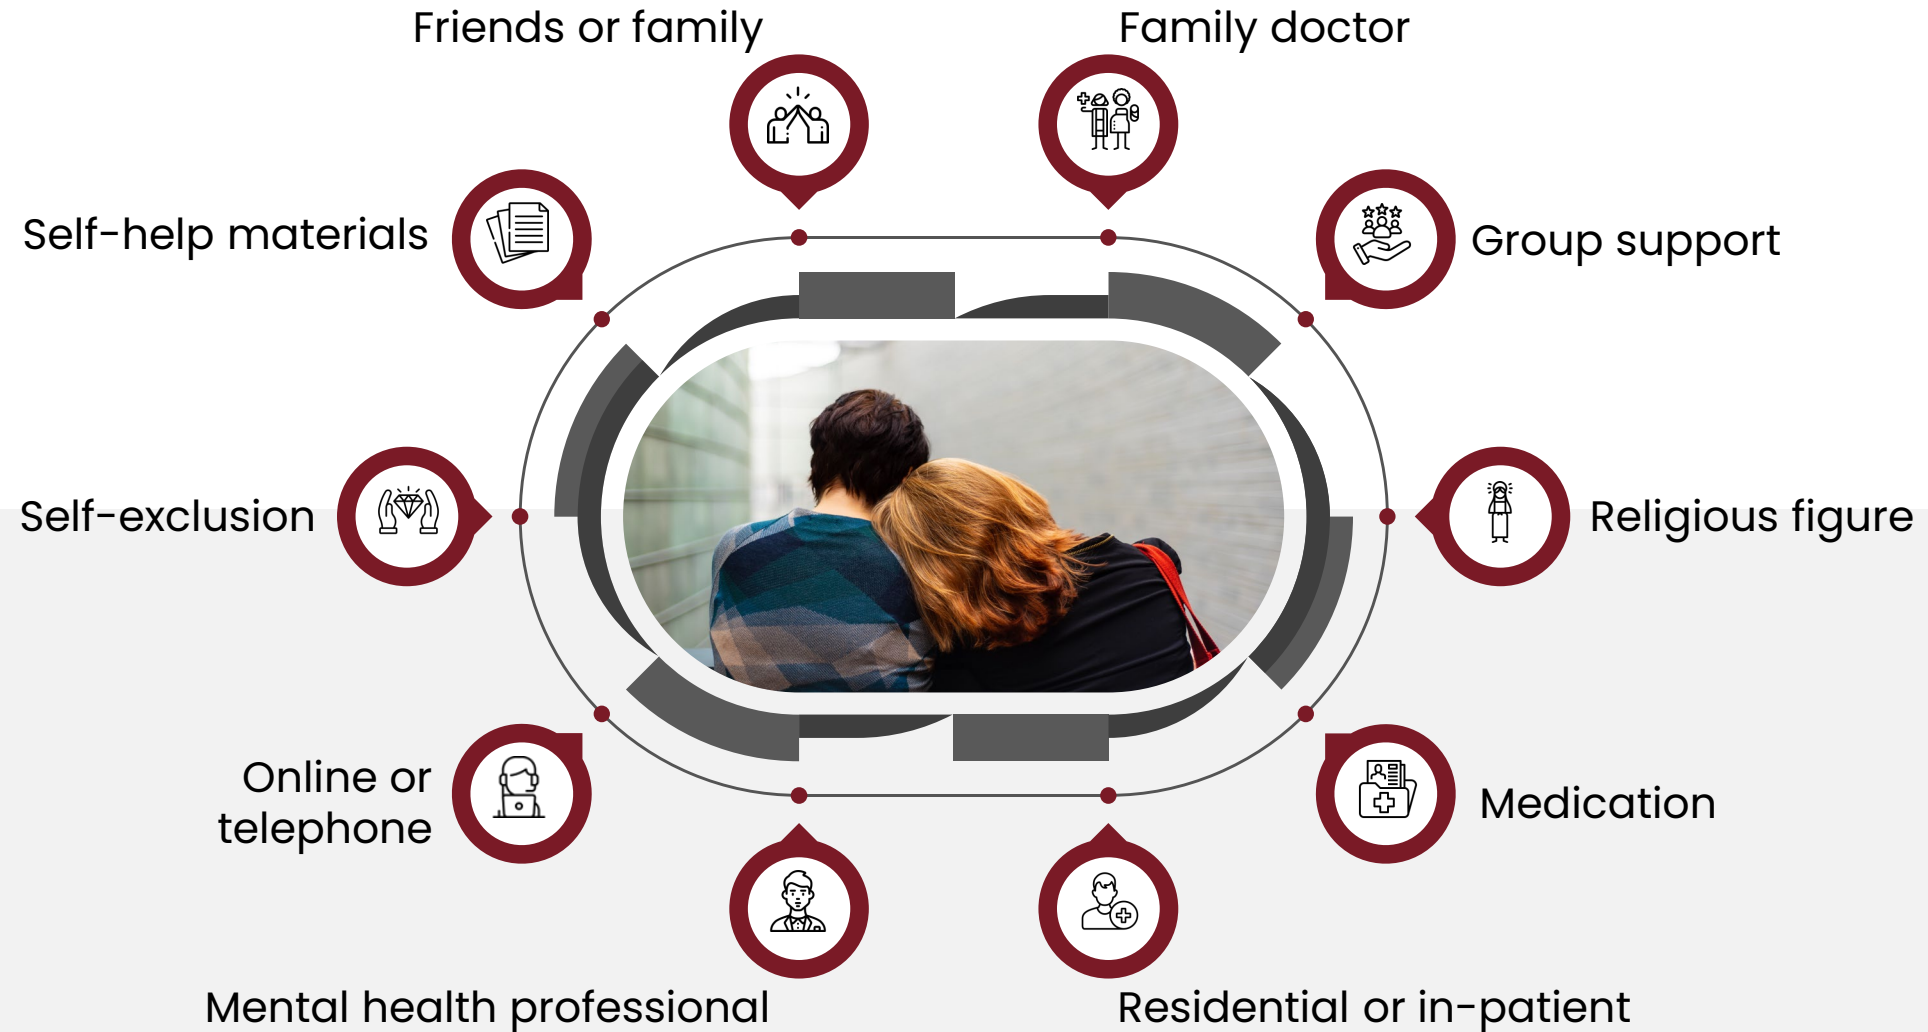 Friends or family
Family doctor
Self-help materials
Group support
Self-exclusion
Religious figure
Online or
telephone
Medication
Mental health professional
Residential or in-patient